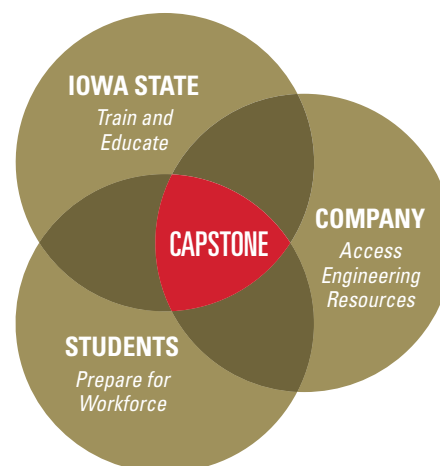 IOWA STATE
Train and
Educate
CAPSTONE
COMPANY
Access
Engineering
Resources
STUDENTS
Prepare for
Workforce